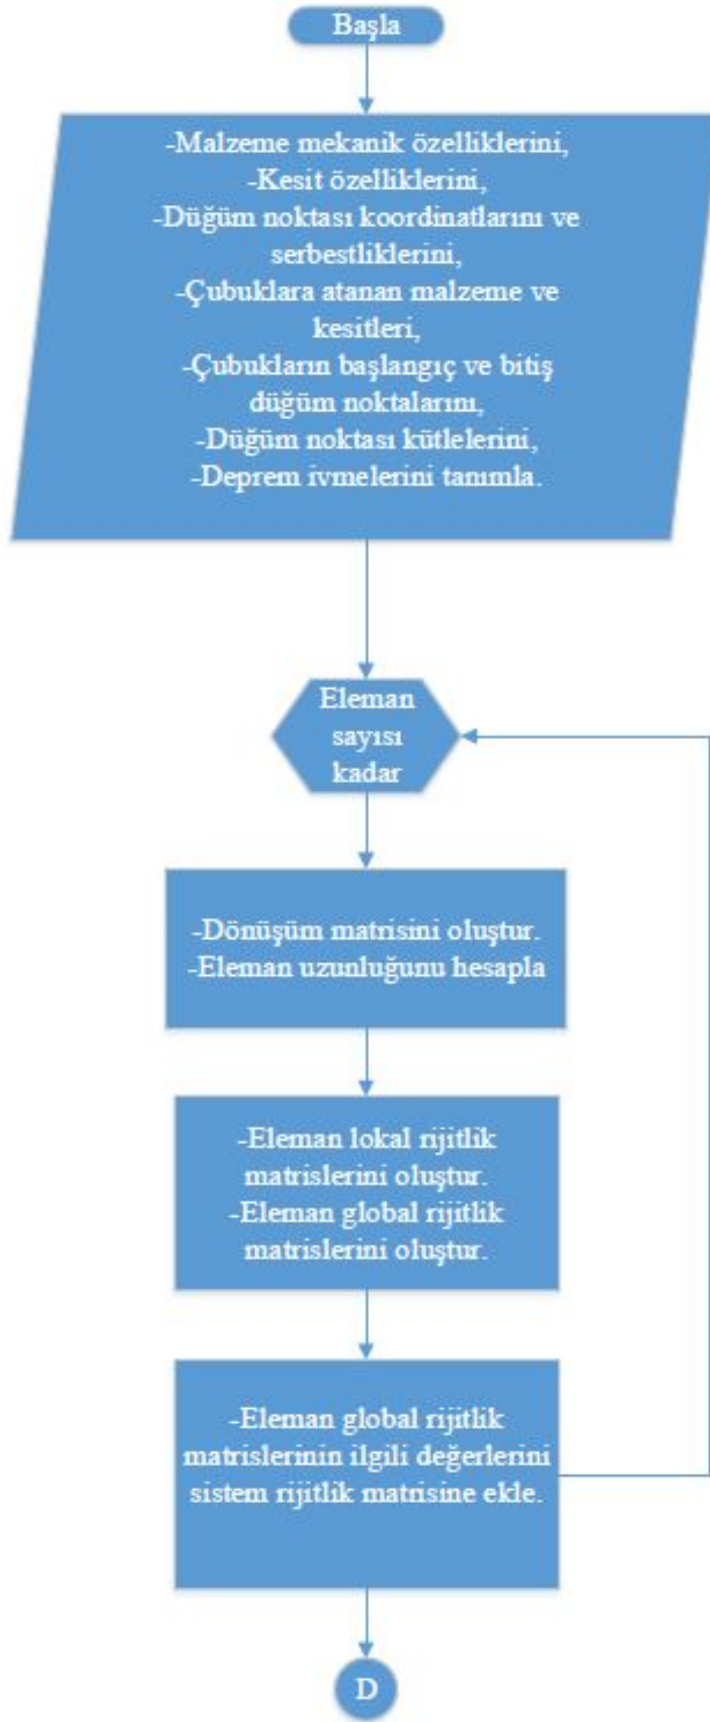 Başla
-Malzeme mekanik özelliklerini,
-Kesit özelliklerini,
-Düğüm noktası koordinatlarını ve
serbestliklerini,
-Çubuklara atanan malzeme ve
kesitleri,
-Çubukların başlangıç ve bitiş
düğüm noktalarını,
-Düğüm noktası kütlelerini,
-Deprem ivmelerini tanımla.
Eleman
sayısı
kadar
-Dönüşüm matrisini oluştur.
-Eleman uzunluğunu hesapla
-Eleman lokal rijitlik
matrislerini oluştur.
-Eleman global rijitlik
matrislerini oluştur.
-Eleman global rijitlik
matrislerinin ilgili değerlerini
sistem rijitlik matrisine ekle.
D